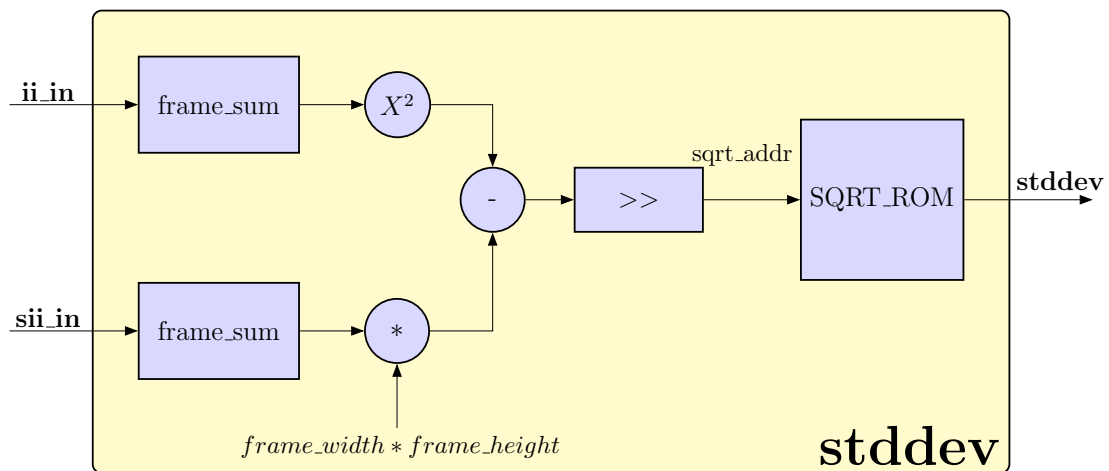 ii_in
frame_sum
X²
sqrt_addr
-
>>
SQRT_ROM
stddev
sii_in
frame_sum
*
frame_width * frame_height
stddev